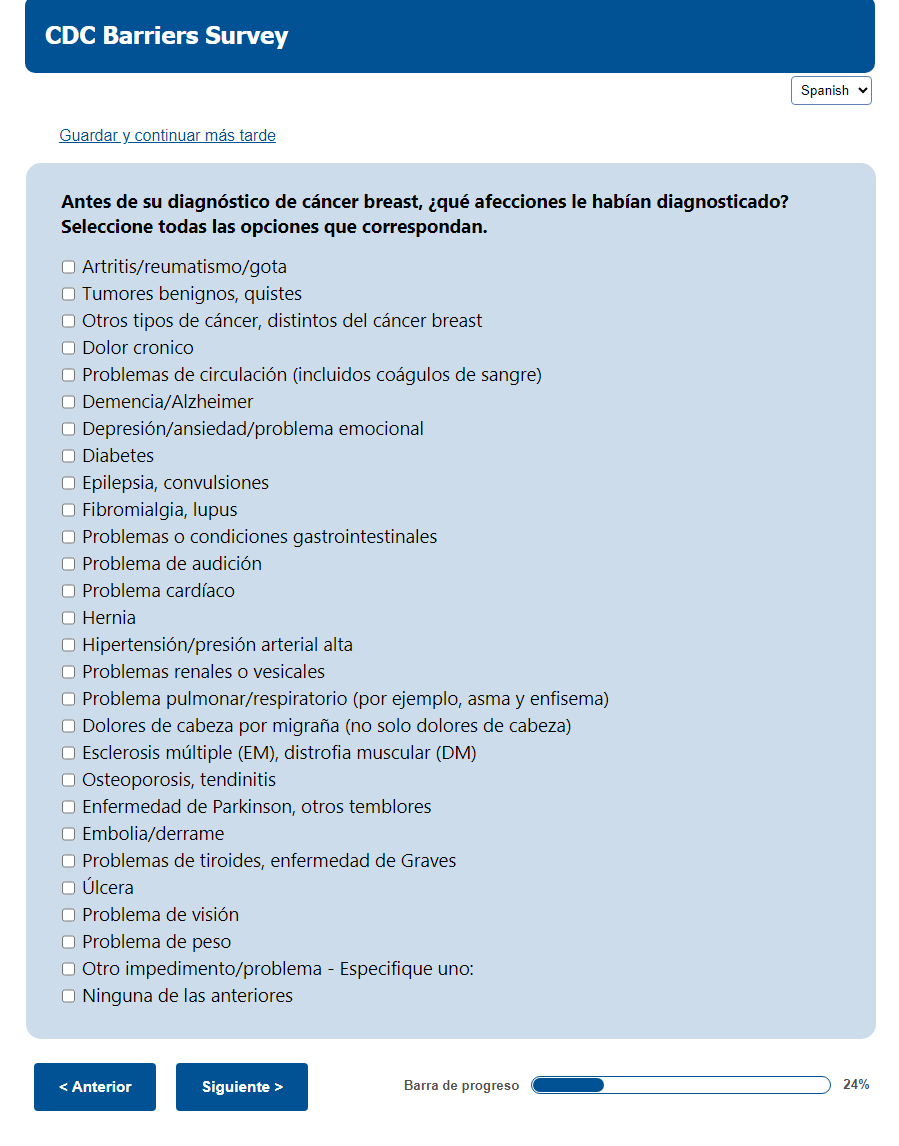 CDC Barriers Survey
Spanish
Guardar y continuar más tarde
Antes de su diagnóstico de cáncer breast, ¿qué afecciones le habían diagnosticado?
Seleccione todas las opciones que correspondan.
Artritis/reumatismo/gota
Tumores benignos, quistes
Otros tipos de cáncer, distintos del cáncer breast
Dolor cronico
Problemas de circulación (incluidos coágulos de sangre)
Demencia/Alzheimer
Depresión/ansiedad/problema emocional
Diabetes
Epilepsia, convulsiones
Fibromialgia, lupus
Problemas o condiciones gastrointestinales
Problema de audición
Problema cardíaco
Hernia
Hipertensión/presión arterial alta
Problemas renales o vesicales
Problema pulmonar/respiratorio (por ejemplo, asma y enfisema)
Dolores de cabeza por migraña (no solo dolores de cabeza)
Esclerosis múltiple (EM), distrofia muscular (DM)
Osteoporosis, tendinitis
Enfermedad de Parkinson, otros temblores
Embolia/derrame
Problemas de tiroides, enfermedad de Graves
Úlcera
Problema de visión
Problema de peso
Otro impedimento/problema - Especifique uno:
Ninguna de las anteriores
< Anterior
Siguiente >
Barra de progreso
24%